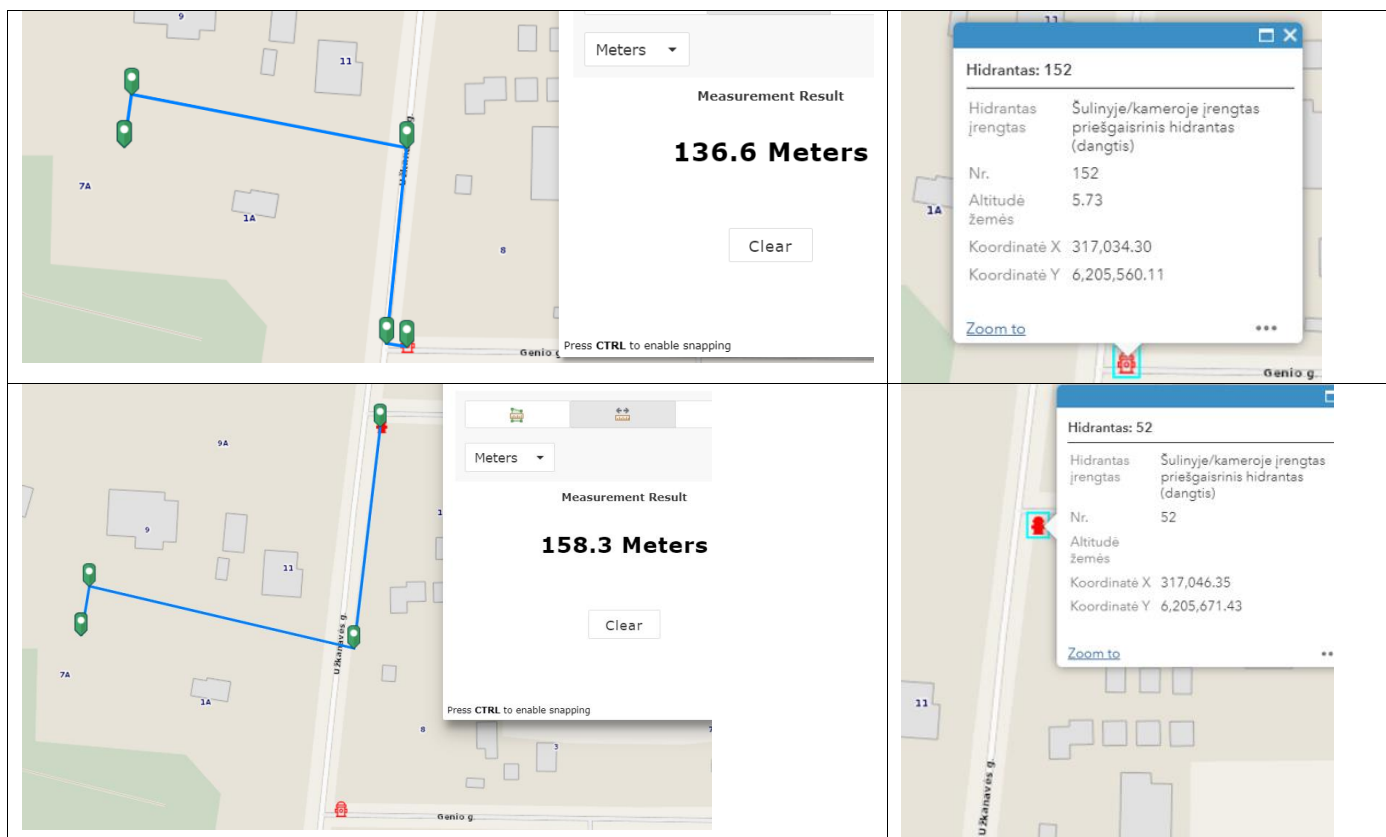 9
11
7A
1A
Užkana
g.
8
Genio g
Meters
Measurement Result
136.6 Meters
Clear
Press CTRL to enable snapping
11
1A
Hidrantas: 152
Hidrantas įrengtas
Šulinyje/kameroje įrengtas
priešgaisrinis hidrantas
(dangtis)
Nr. 152
Altitudė žemės 5.73
Koordinatė X 317,034.30
Koordinatė Y 6,205,560.11
Zoom to
Genio g.
9A
9
11
1
7A
1A
Užkanavės g.
8
3
7
Genio g
Meters
Measurement Result
158.3 Meters
Clear
Press CTRL to enable snapping
Hidrantas: 52
Hidrantas įrengtas
Šulinyje/kameroje įrengtas
priešgaisrinis hidrantas
(dangtis)
Nr. 52
Altitudė žemės
Koordinatė X 317,046.35
Koordinatė Y 6,205,671.43
Zoom to
11
Užkanavės g.